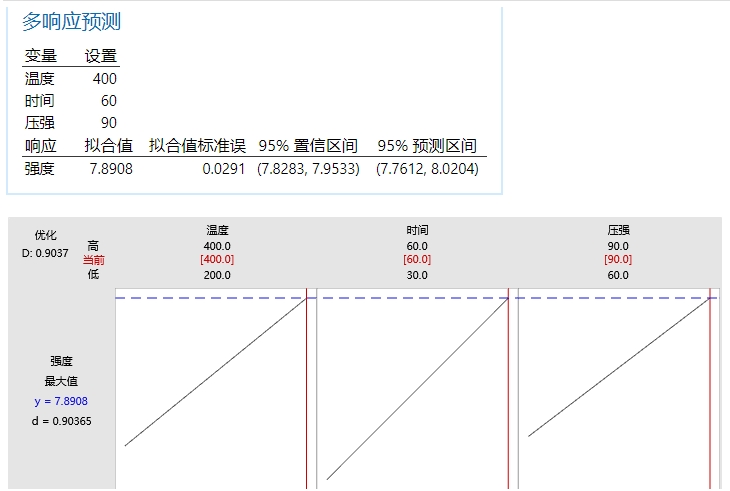 多响应预测
变量 设置
温度 400
时间 60
压强 90
响应 拟合值 拟合值标准误 95% 置信区间 95% 预测区间
强度 7.8908 0.0291 (7.8283, 7.9533) (7.7612, 8.0204)
优化
D: 0.9037
高
当前
低
温度
400.0
[400.0]
200.0
时间
60.0
[60.0]
30.0
压强
90.0
[90.0]
60.0
强度
最大值
y = 7.8908
d = 0.90365